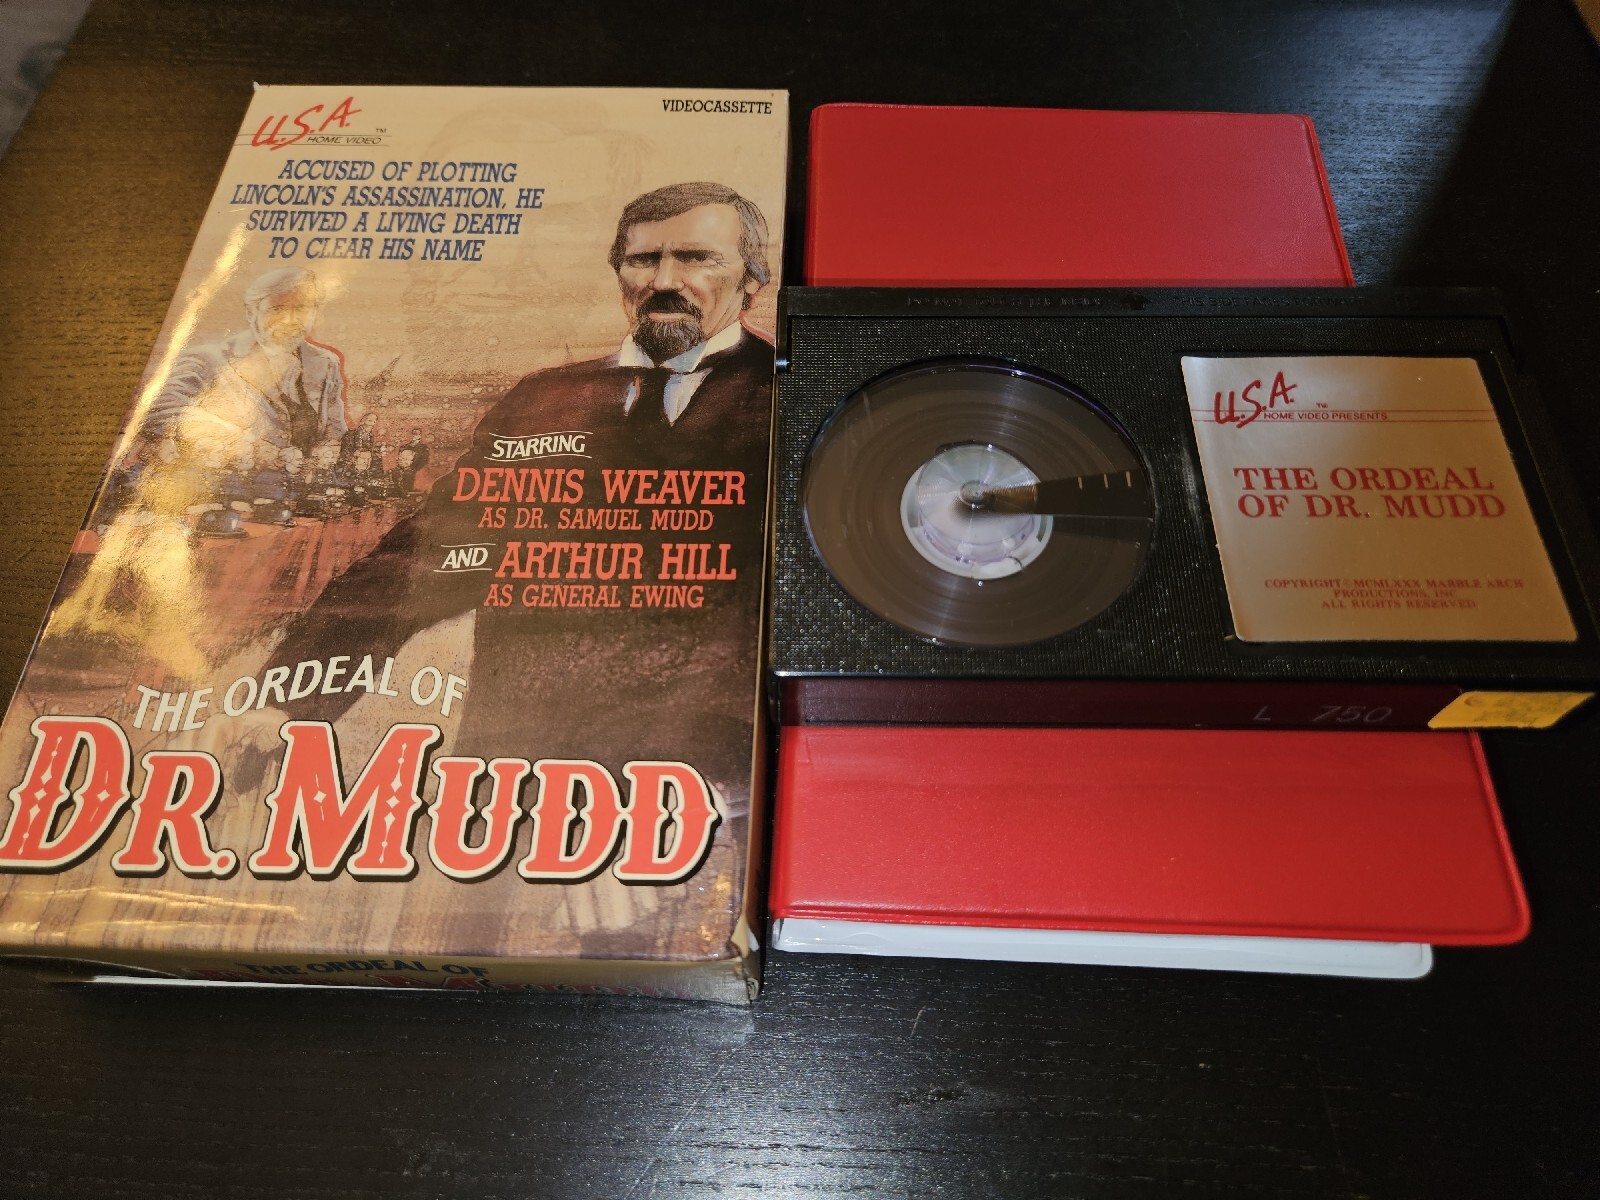 U.S.A.
TM
HOME VIDEO
VIDEOCASSETTE
ACCUSED OF PLOTTING
LINCOLN'S ASSASSINATION, HE
SURVIVED A LIVING DEATH
TO CLEAR HIS NAME
STARRING
DENNIS WEAVER
AS DR. SAMUEL MUDD
AND ARTHUR HILL
AS GENERAL EWING
THE ORDEAL OF
DR. MUDD
THE ORDEAL OF
U.S.A.
TM
HOME VIDEO PRESENTS
THE ORDEAL
OF DR. MUDD
COPYRIGHT © MCMLXXX MARBLE ARCH
PRODUCTIONS, INC.
ALL RIGHTS RESERVED
L 750